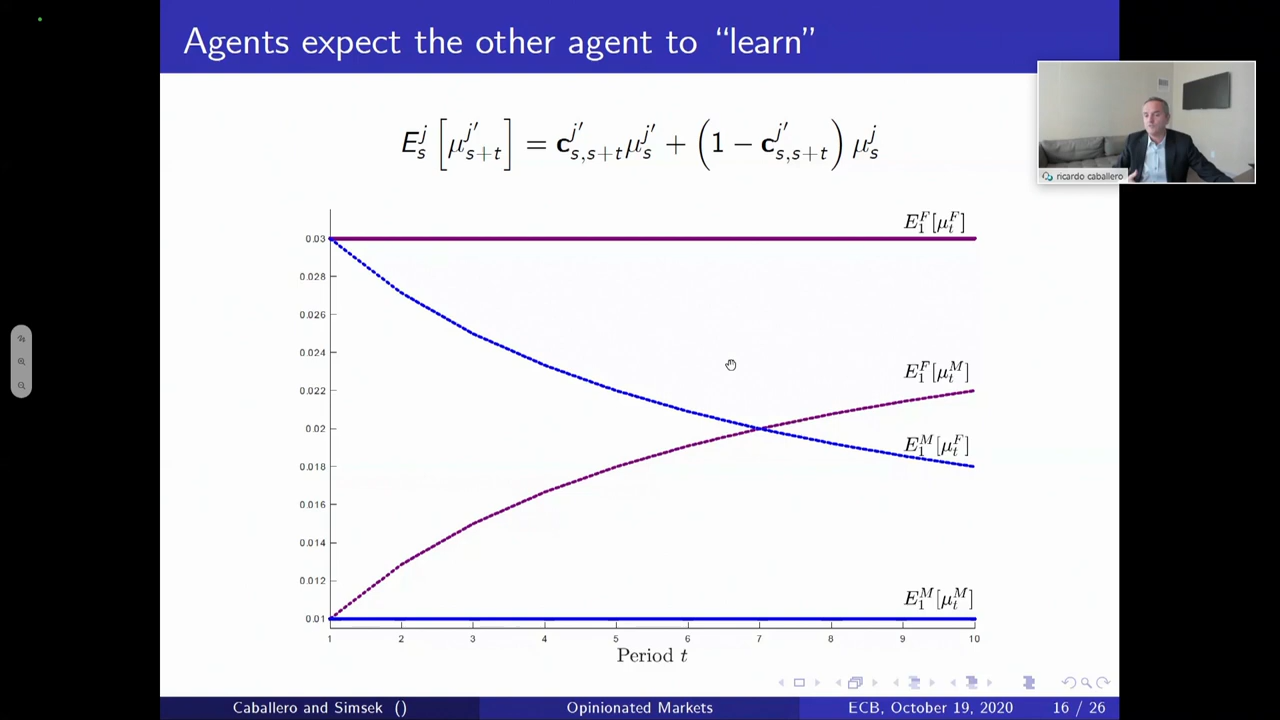 Agents expect the other agent to “learn”
E_s^j [μ_{s+t}^{j′}] = c_{s,s+t}^{j′} μ_s^{j′} + (1 − c_{s,s+t}^{j′}) μ_s^j
ricardo caballero
E_1^F[μ_t^F]
0.03
0.028
0.026
0.024
E_1^F[μ_t^M]
0.022
0.02
E_1^M[μ_t^F]
0.018
0.016
0.014
0.012
E_1^M[μ_t^M]
0.01
1 2 3 4 5 6 7 8 9 10
Period t
Caballero and Simsek () Opinionated Markets ECB, October 19, 2020 16 / 26